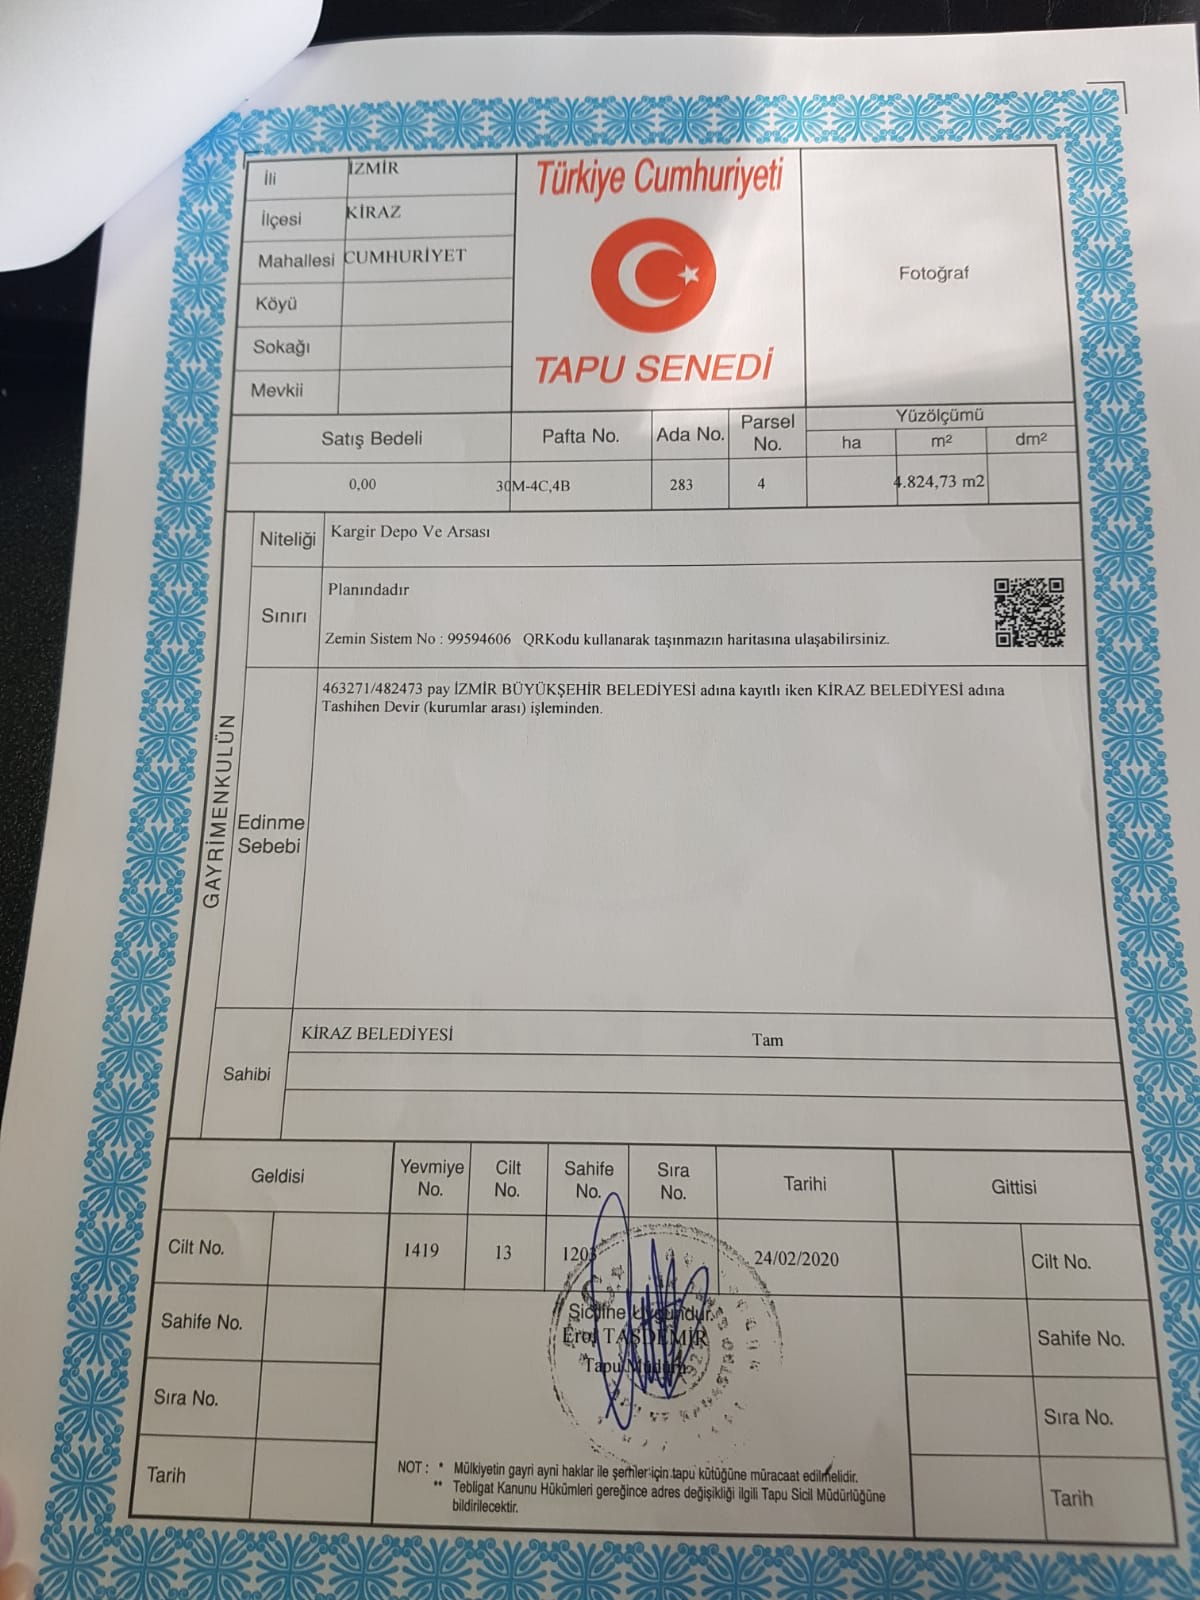 İli İZMİR
İlçesi KİRAZ
Mahallesi CUMHURİYET
Köyü
Sokağı
Mevkii
Türkiye Cumhuriyeti
TAPU SENEDİ
Fotoğraf
Satış Bedeli Pafta No. Ada No. Parsel No. Yüzölçümü
ha m² dm²
0,00 30M-4C,4B 283 4 4.824,73 m2
GAYRİMENKULÜN
Niteliği Kargir Depo Ve Arsası
Sınırı Planındadır
Zemin Sistem No : 99594606 QRKodu kullanarak taşınmazın haritasına ulaşabilirsiniz.
Edinme Sebebi
463271/482473 pay İZMİR BÜYÜKŞEHİR BELEDİYESİ adına kayıtlı iken KİRAZ BELEDİYESİ adına
Tashihen Devir (kurumlar arası) işleminden.
Sahibi KİRAZ BELEDİYESİ Tam
Geldisi Yevmiye No. Cilt No. Sahife No. Sıra No. Tarihi Gittisi
Cilt No. 1419 13 24/02/2020 Cilt No.
Sahife No. Sahife No.
Sıra No. Sıra No.
Tarih Tarih
Siciline Uygundur.
Erol TAŞDEMİR
Tapu Müdürü
NOT : * Mülkiyetin gayri ayni haklar ile şerhler için tapu kütüğüne müracaat edilmelidir.
** Tebligat Kanunu Hükümleri gereğince adres değişikliği ilgili Tapu Sicil Müdürlüğüne
bildirilecektir.